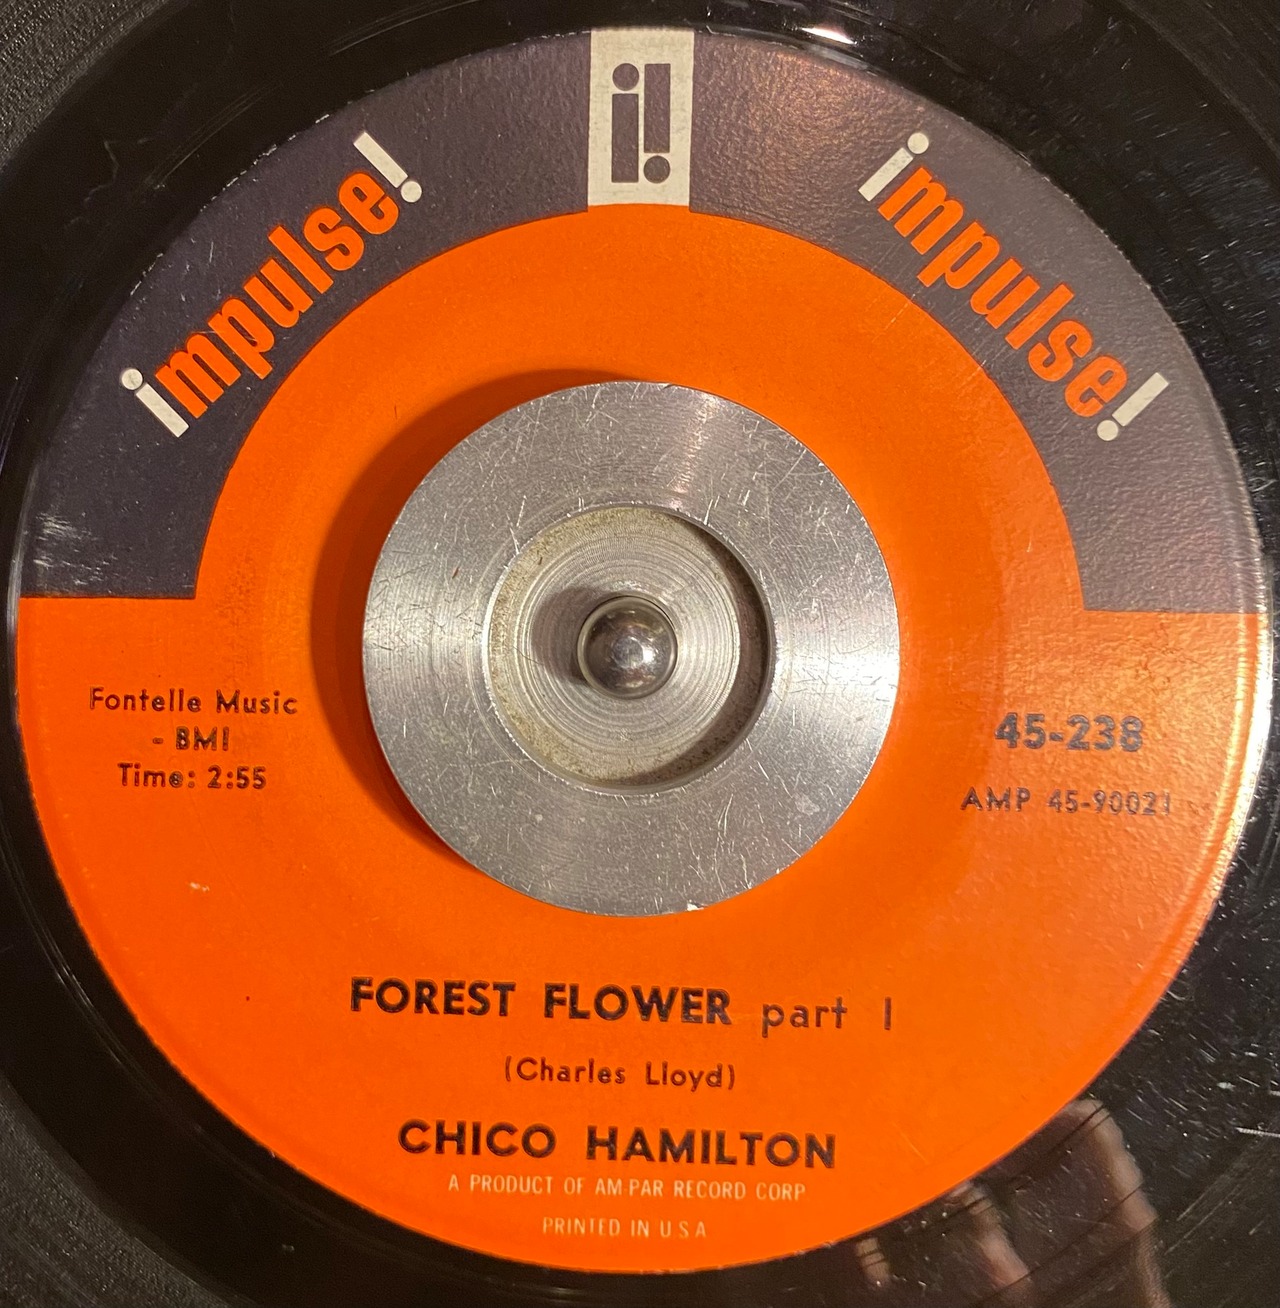 i!
impulse!
impulse!
Fontelle Music
- BMI
Time: 2:55
45-238
AMP 45-90021
FOREST FLOWER part I
(Charles Lloyd)
CHICO HAMILTON
A PRODUCT OF AM-PAR RECORD CORP
PRINTED IN U.S.A